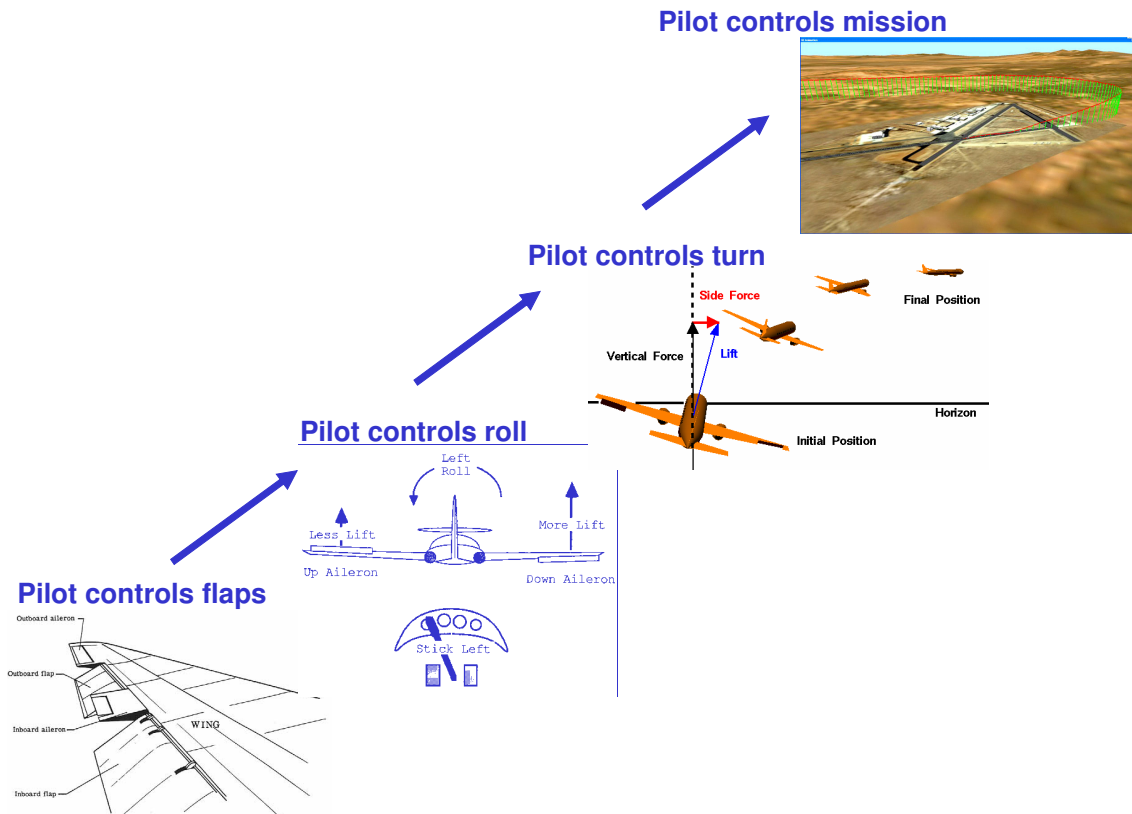 Pilot controls mission
Pilot controls turn
Side Force
Final Position
Vertical Force
Lift
Horizon
Initial Position
Pilot controls roll
Left
Roll
Less Lift
More Lift
Up Aileron
Down Aileron
Stick Left
Pilot controls flaps
Outboard aileron
Outboard flap
Inboard aileron
WING
Inboard flap